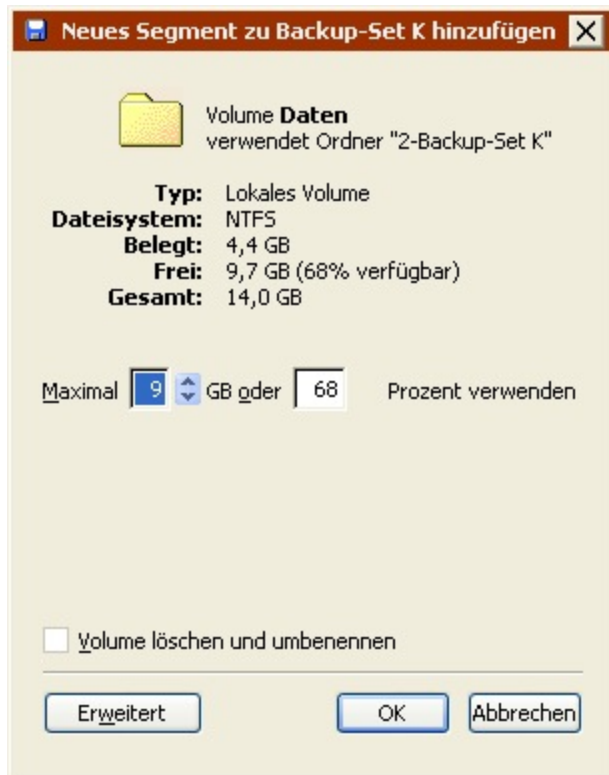 Neues Segment zu Backup-Set K hinzufügen
Volume Daten
verwendet Ordner "2-Backup-Set K"
Typ: Lokales Volume
Dateisystem: NTFS
Belegt: 4,4 GB
Frei: 9,7 GB (68% verfügbar)
Gesamt: 14,0 GB
Maximal 9 GB oder 68 Prozent verwenden
Volume löschen und umbenennen
Erweitert OK Abbrechen